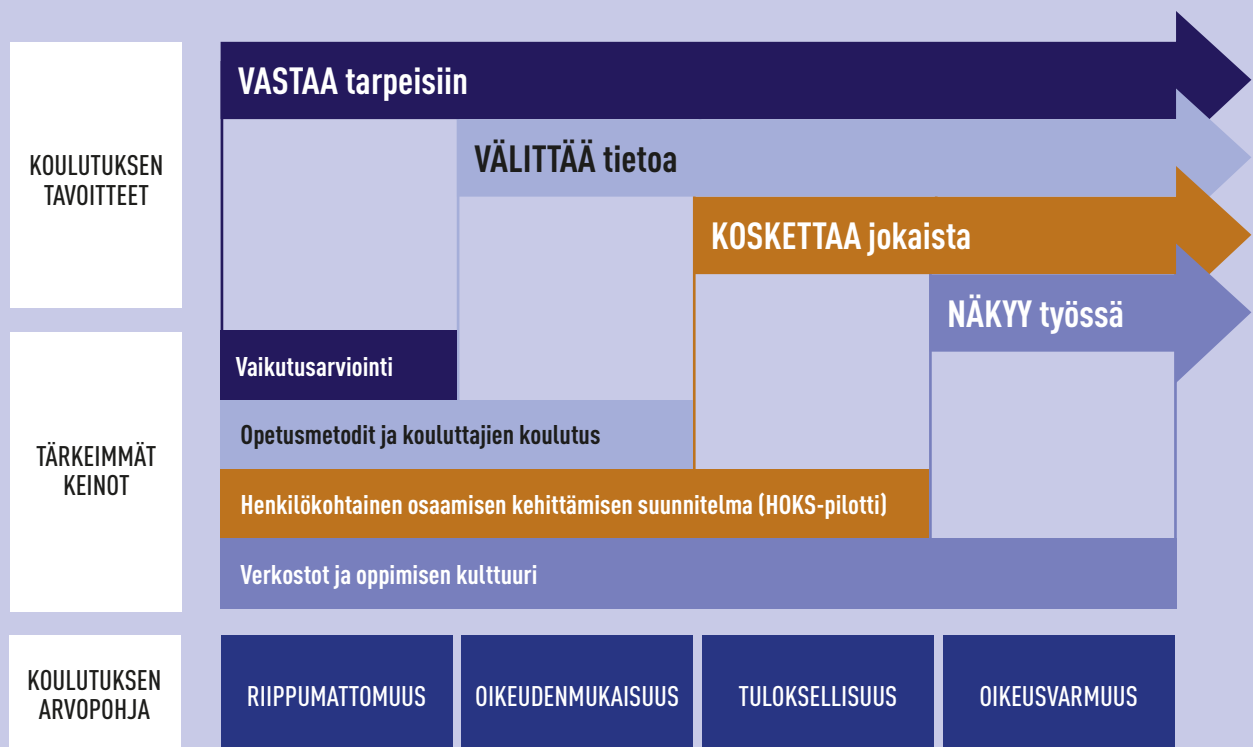 KOULUTUKSEN
TAVOITTEET
VASTAA tarpeisiin
VÄLITTÄÄ tietoa
KOSKETTAA jokaista
NÄKYY työssä
TÄRKEIMMÄT
KEINOT
Vaikutusarviointi
Opetusmetodit ja kouluttajien koulutus
Henkilökohtainen osaamisen kehittämisen suunnitelma (HOKS-pilotti)
Verkostot ja oppimisen kulttuuri
KOULUTUKSEN
ARVOPOHJA
RIIPPUMATTOMUUS
OIKEUDENMUKAISUUS
TULOKSELLISUUS
OIKEUSVARMUUS